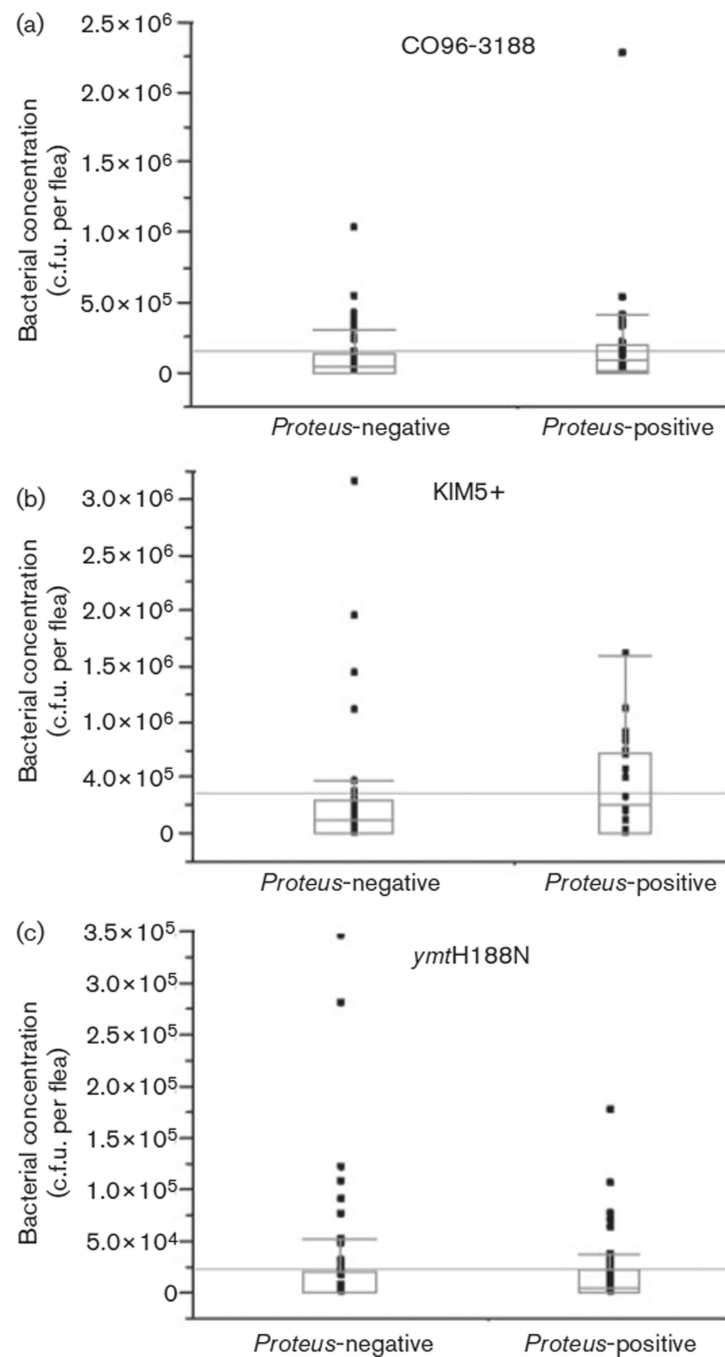 (a)
CO96-3188
Bacterial concentration
(c.f.u. per flea)
2.5×10⁶
2.0×10⁶
1.5×10⁶
1.0×10⁶
5.0×10⁵
0
Proteus-negative Proteus-positive
(b)
KIM5+
Bacterial concentration
(c.f.u. per flea)
3.0×10⁶
2.5×10⁶
2.0×10⁶
1.5×10⁶
1.0×10⁶
4.0×10⁵
0
Proteus-negative Proteus-positive
(c)
ymtH188N
Bacterial concentration
(c.f.u. per flea)
3.5×10⁵
3.0×10⁵
2.5×10⁵
2.0×10⁵
1.5×10⁵
1.0×10⁵
5.0×10⁴
0
Proteus-negative Proteus-positive